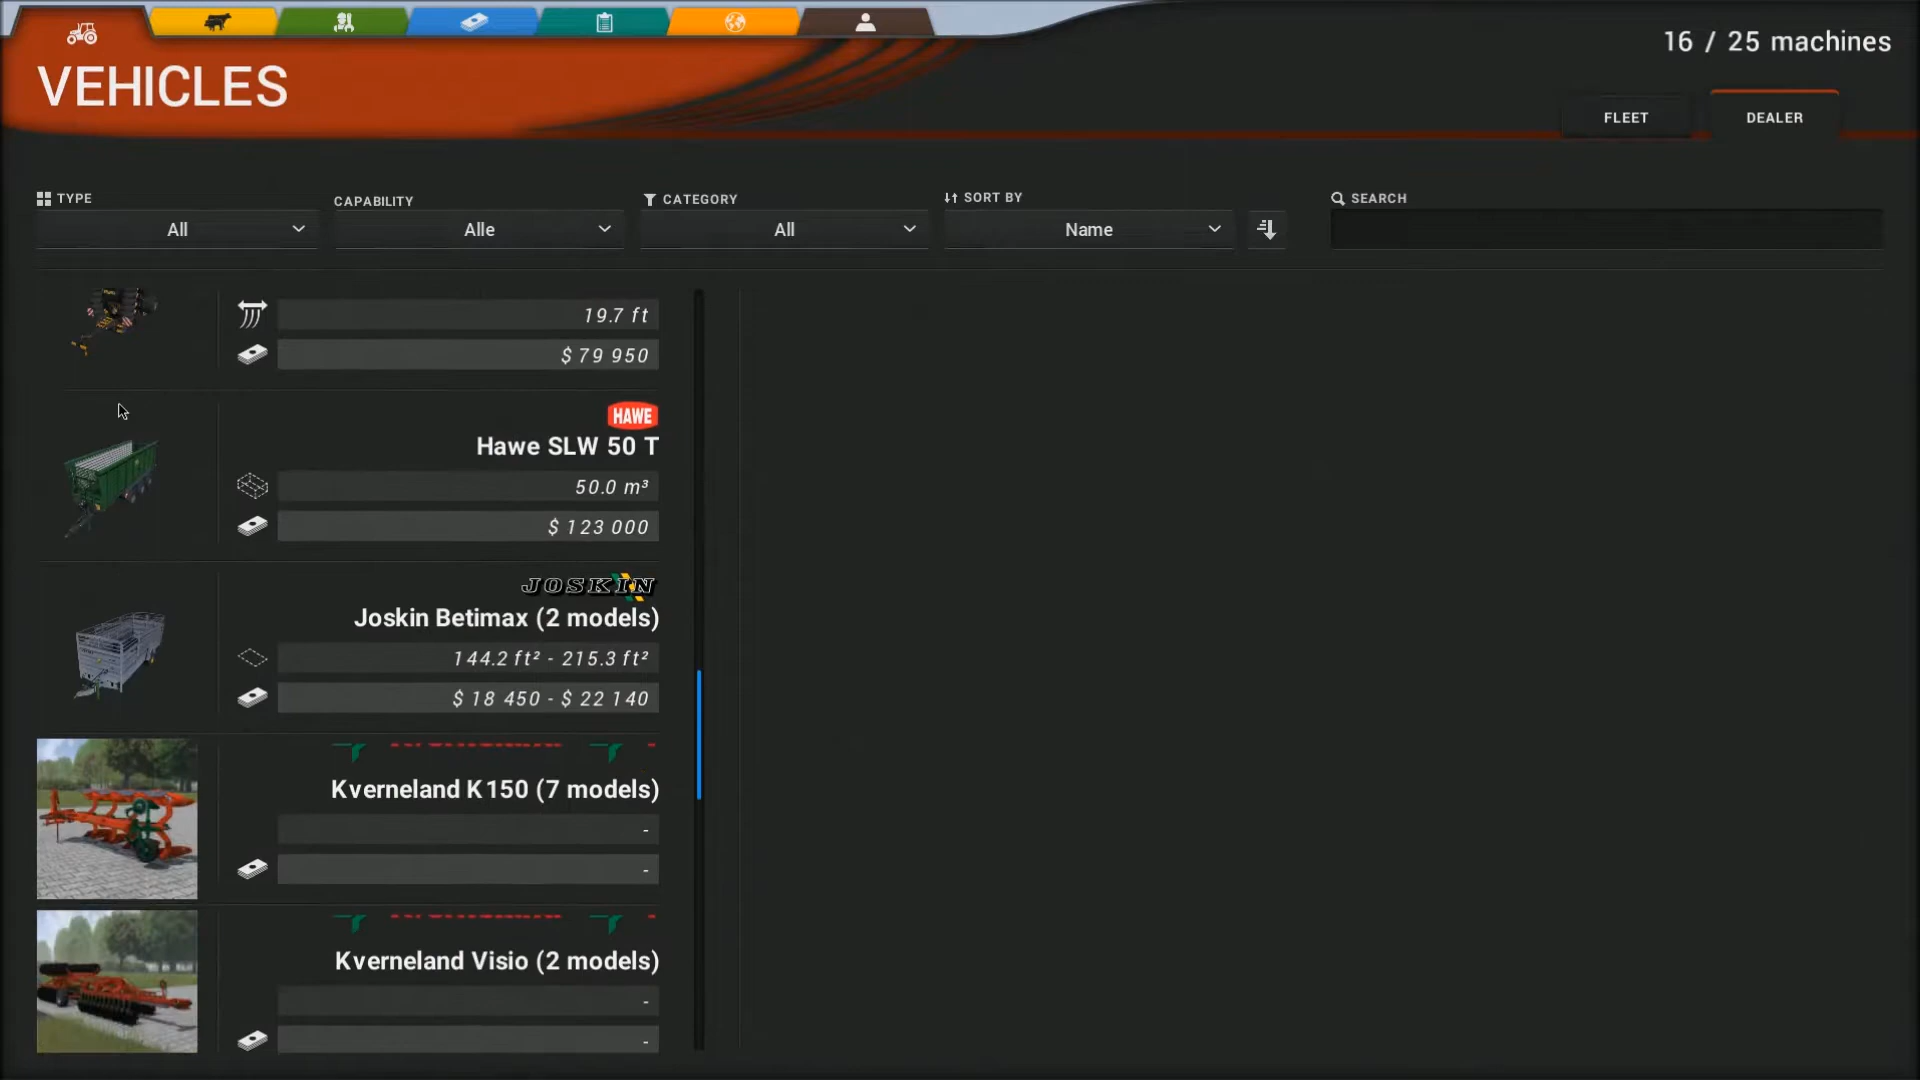 16 / 25 machines
VEHICLES
FLEET
DEALER
TYPE
CAPABILITY
CATEGORY
SORT BY
SEARCH
All
Alle
All
Name
19.7 ft
$ 79 950
HAWE
Hawe SLW 50 T
50.0 m³
$ 123 000
JOSKIN
Joskin Betimax (2 models)
144.2 ft² - 215.3 ft²
$ 18 450 - $ 22 140
Kverneland K150 (7 models)
-
-
Kverneland Visio (2 models)
-
-